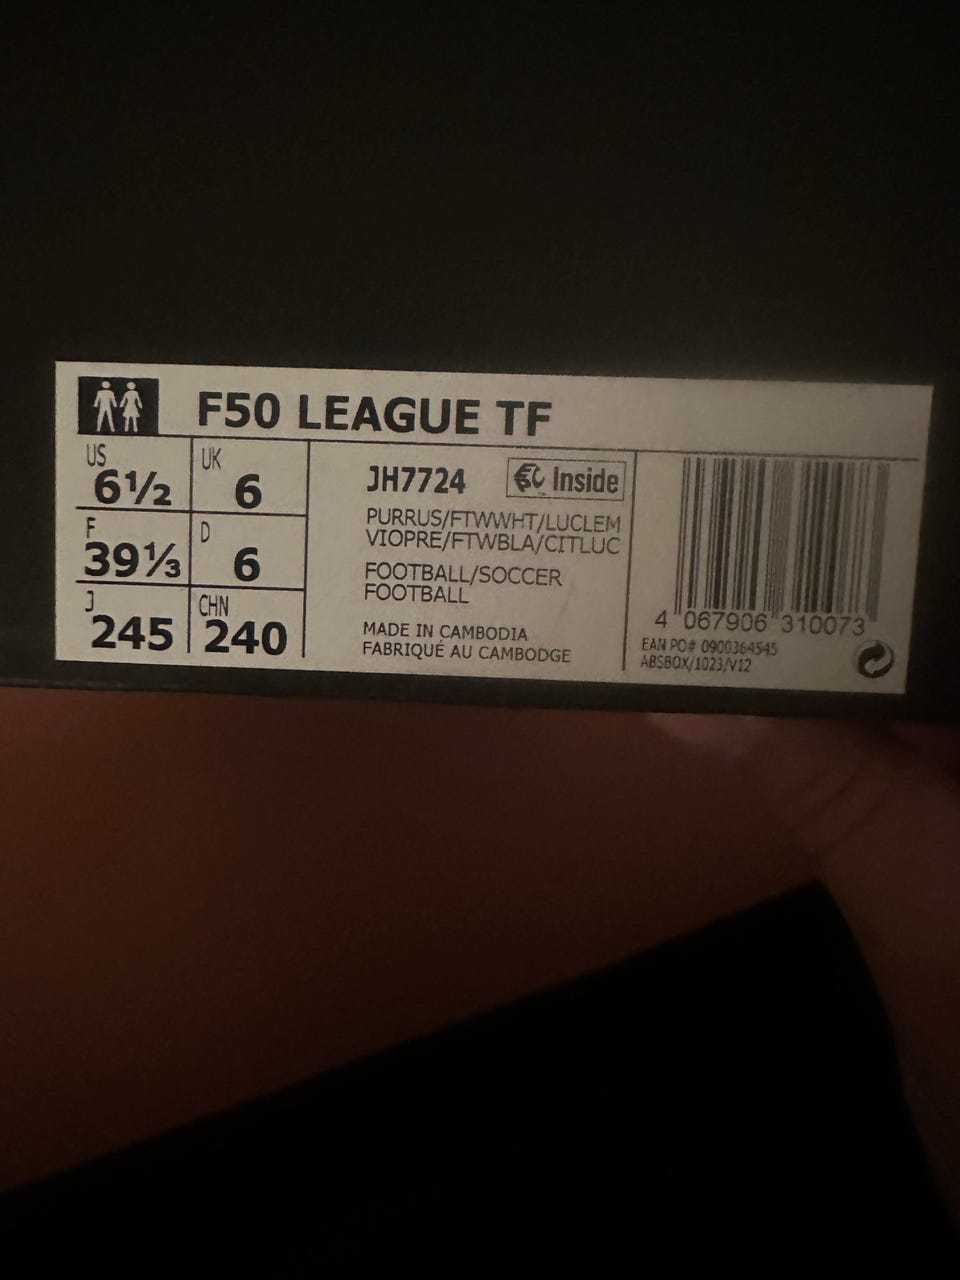 F50 LEAGUE TF
US
6½
UK
6
F
39⅓
D
6
J
245
CHN
240
JH7724
Inside
PURRUS/FTWWHT/LUCLEM
VIOPRE/FTWBLA/CITLUC
FOOTBALL/SOCCER
FOOTBALL
MADE IN CAMBODIA
FABRIQUÉ AU CAMBODGE
4 067906 310073
EAN PO# 0900364545
ABSBOX/1023/V12